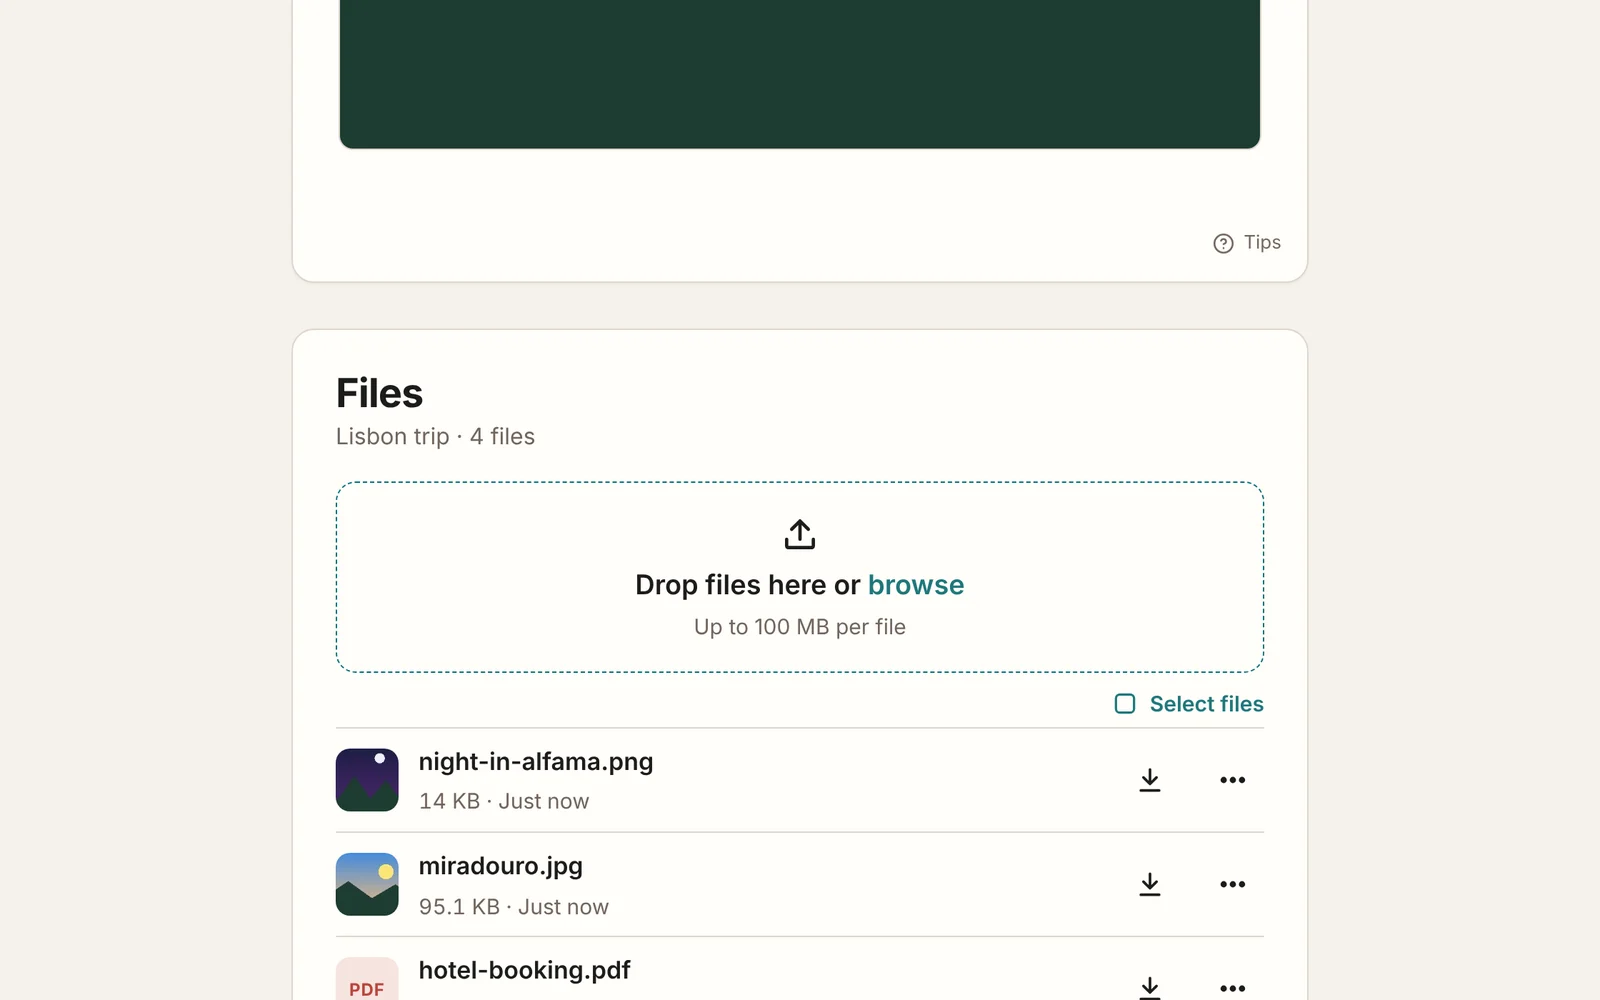 Tips
Files
Lisbon trip · 4 files
Drop files here or browse
Up to 100 MB per file
Select files
night-in-alfama.png
14 KB · Just now
miradouro.jpg
95.1 KB · Just now
hotel-booking.pdf
PDF